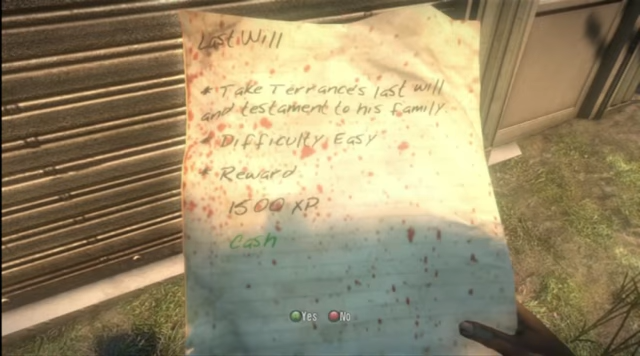 Last Will
* Take Terrance's last will
and testament to his family
* Difficulty Easy
* Reward
1500 XP
Cash
Yes No